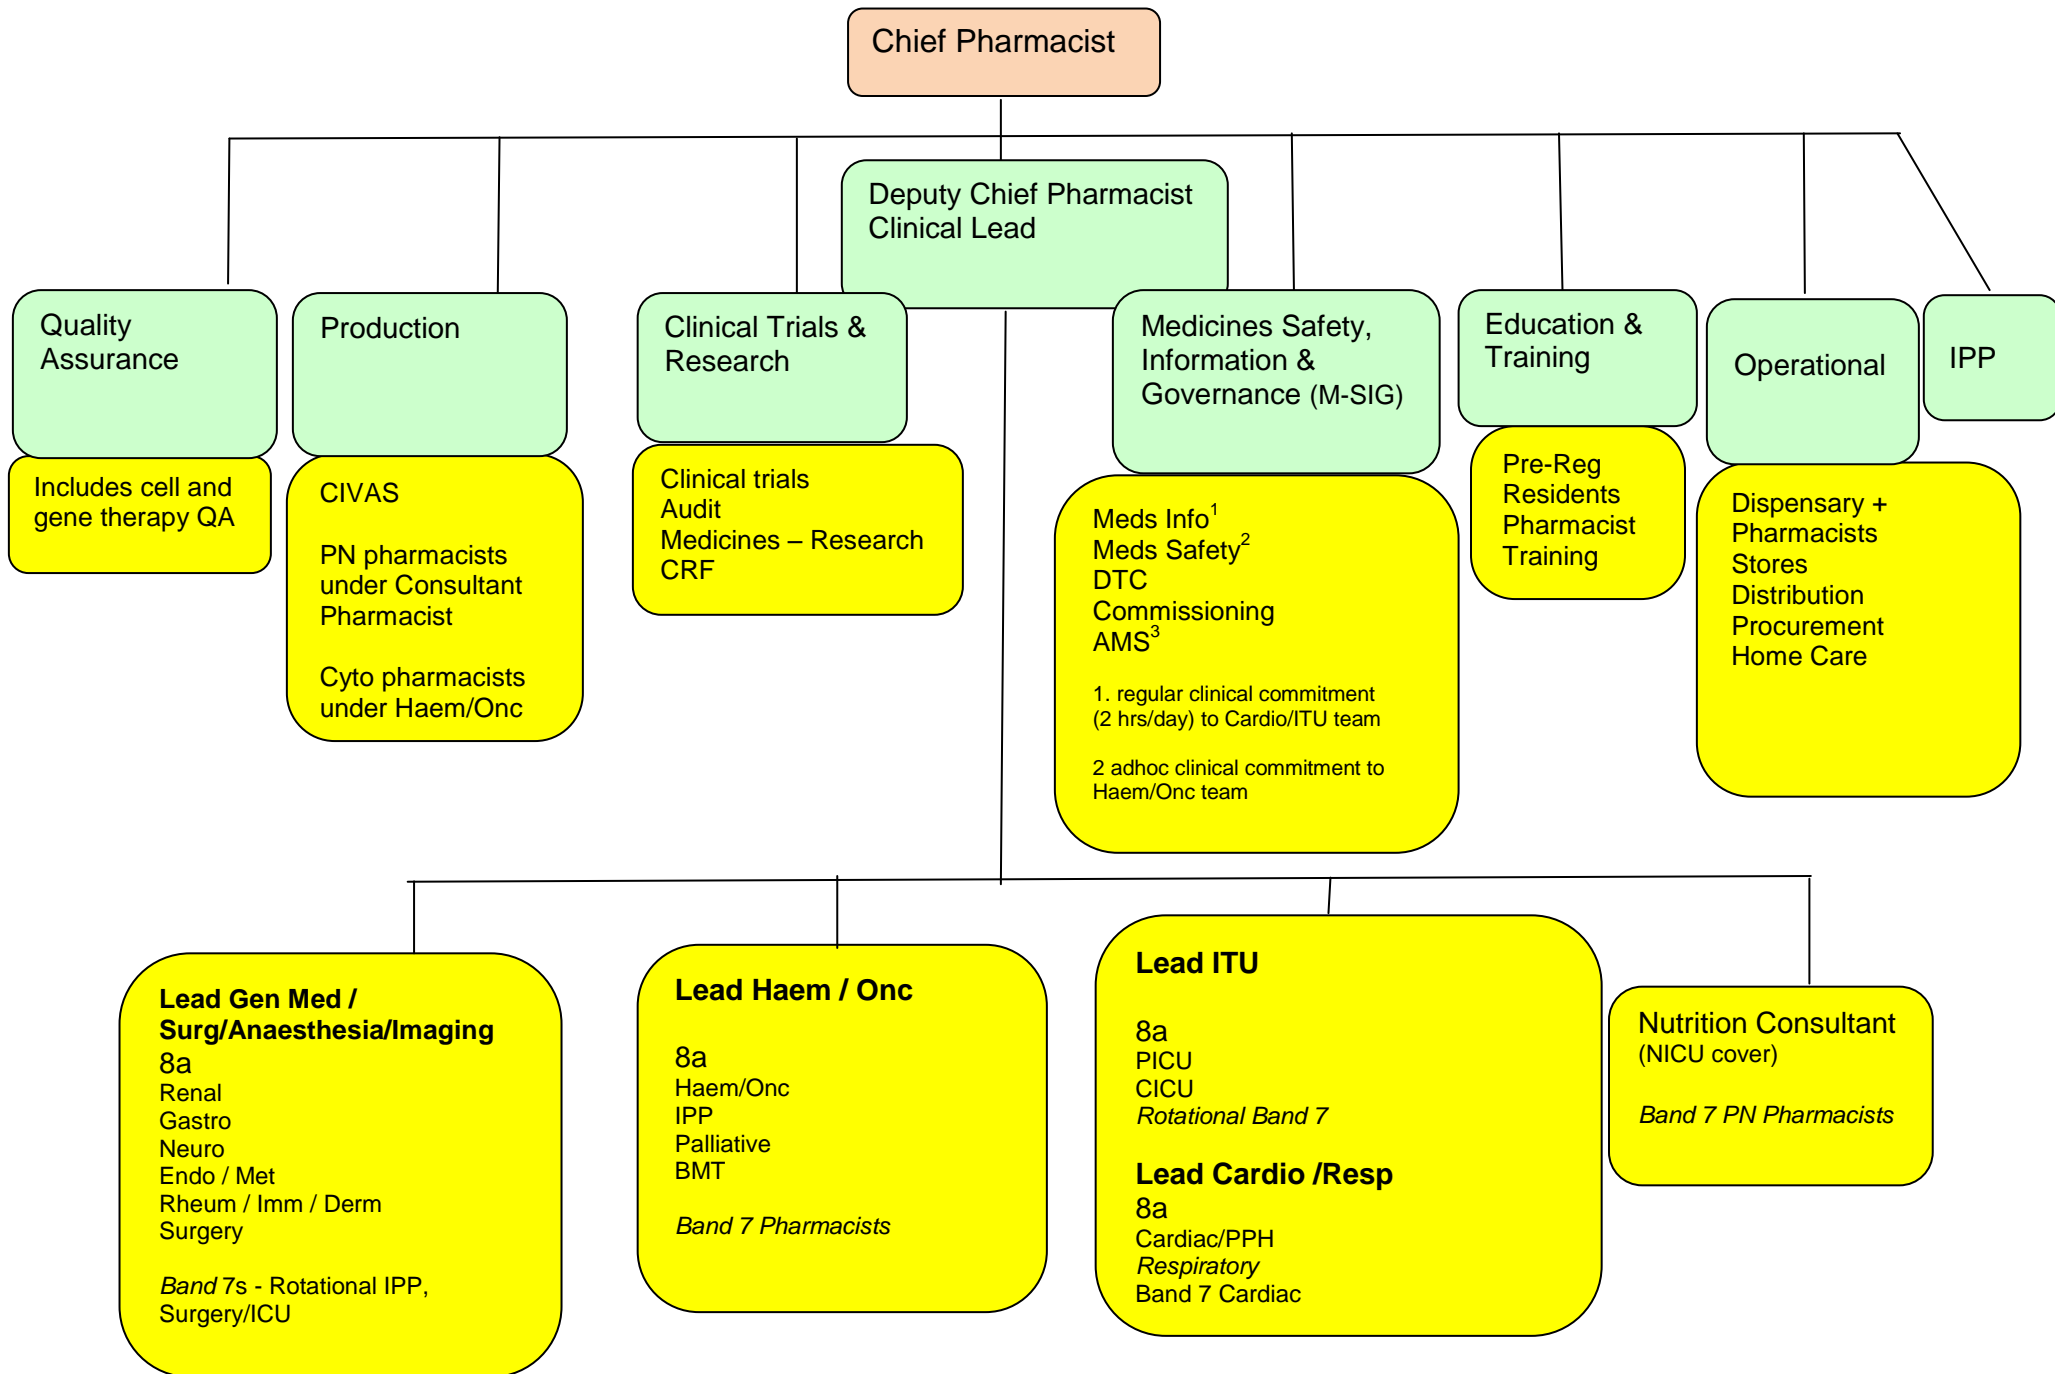 Chief Pharmacist
Deputy Chief Pharmacist
Clinical Lead
Quality
Assurance
Includes cell and
gene therapy QA
Production
CIVAS
PN pharmacists
under Consultant
Pharmacist
Cyto pharmacists
under Haem/Onc
Clinical Trials &
Research
Clinical trials
Audit
Medicines – Research
CRF
Medicines Safety,
Information &
Governance (M-SIG)
Meds Info1
Meds Safety2
DTC
Commissioning
AMS3
1. regular clinical commitment
(2 hrs/day) to Cardio/ITU team
2 adhoc clinical commitment to
Haem/Onc team
Education &
Training
Pre-Reg
Residents
Pharmacist
Training
Operational
Dispensary +
Pharmacists
Stores
Distribution
Procurement
Home Care
IPP
Lead Gen Med /
Surg/Anaesthesia/Imaging
8a
Renal
Gastro
Neuro
Endo / Met
Rheum / Imm / Derm
Surgery
Band 7s - Rotational IPP,
Surgery/ICU
Lead Haem / Onc
8a
Haem/Onc
IPP
Palliative
BMT
Band 7 Pharmacists
Lead ITU
8a
PICU
CICU
Rotational Band 7
Lead Cardio /Resp
8a
Cardiac/PPH
Respiratory
Band 7 Cardiac
Nutrition Consultant
(NICU cover)
Band 7 PN Pharmacists